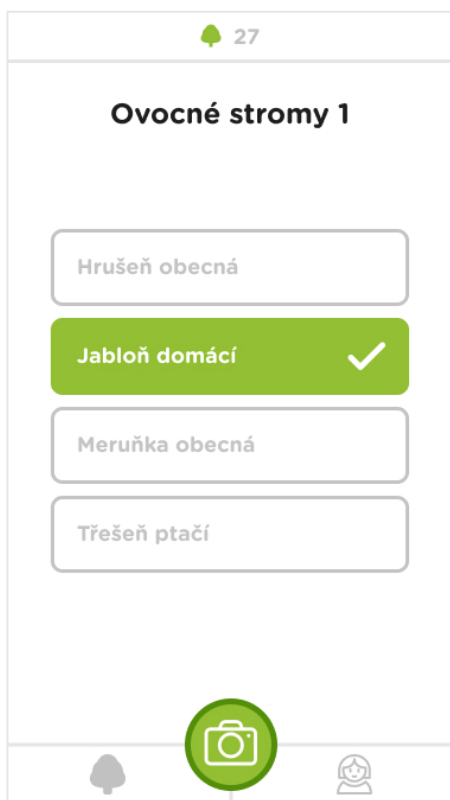 27
Ovocné stromy 1
Hrušeň obecná
Jabloň domácí
Meruňka obecná
Třešeň ptačí